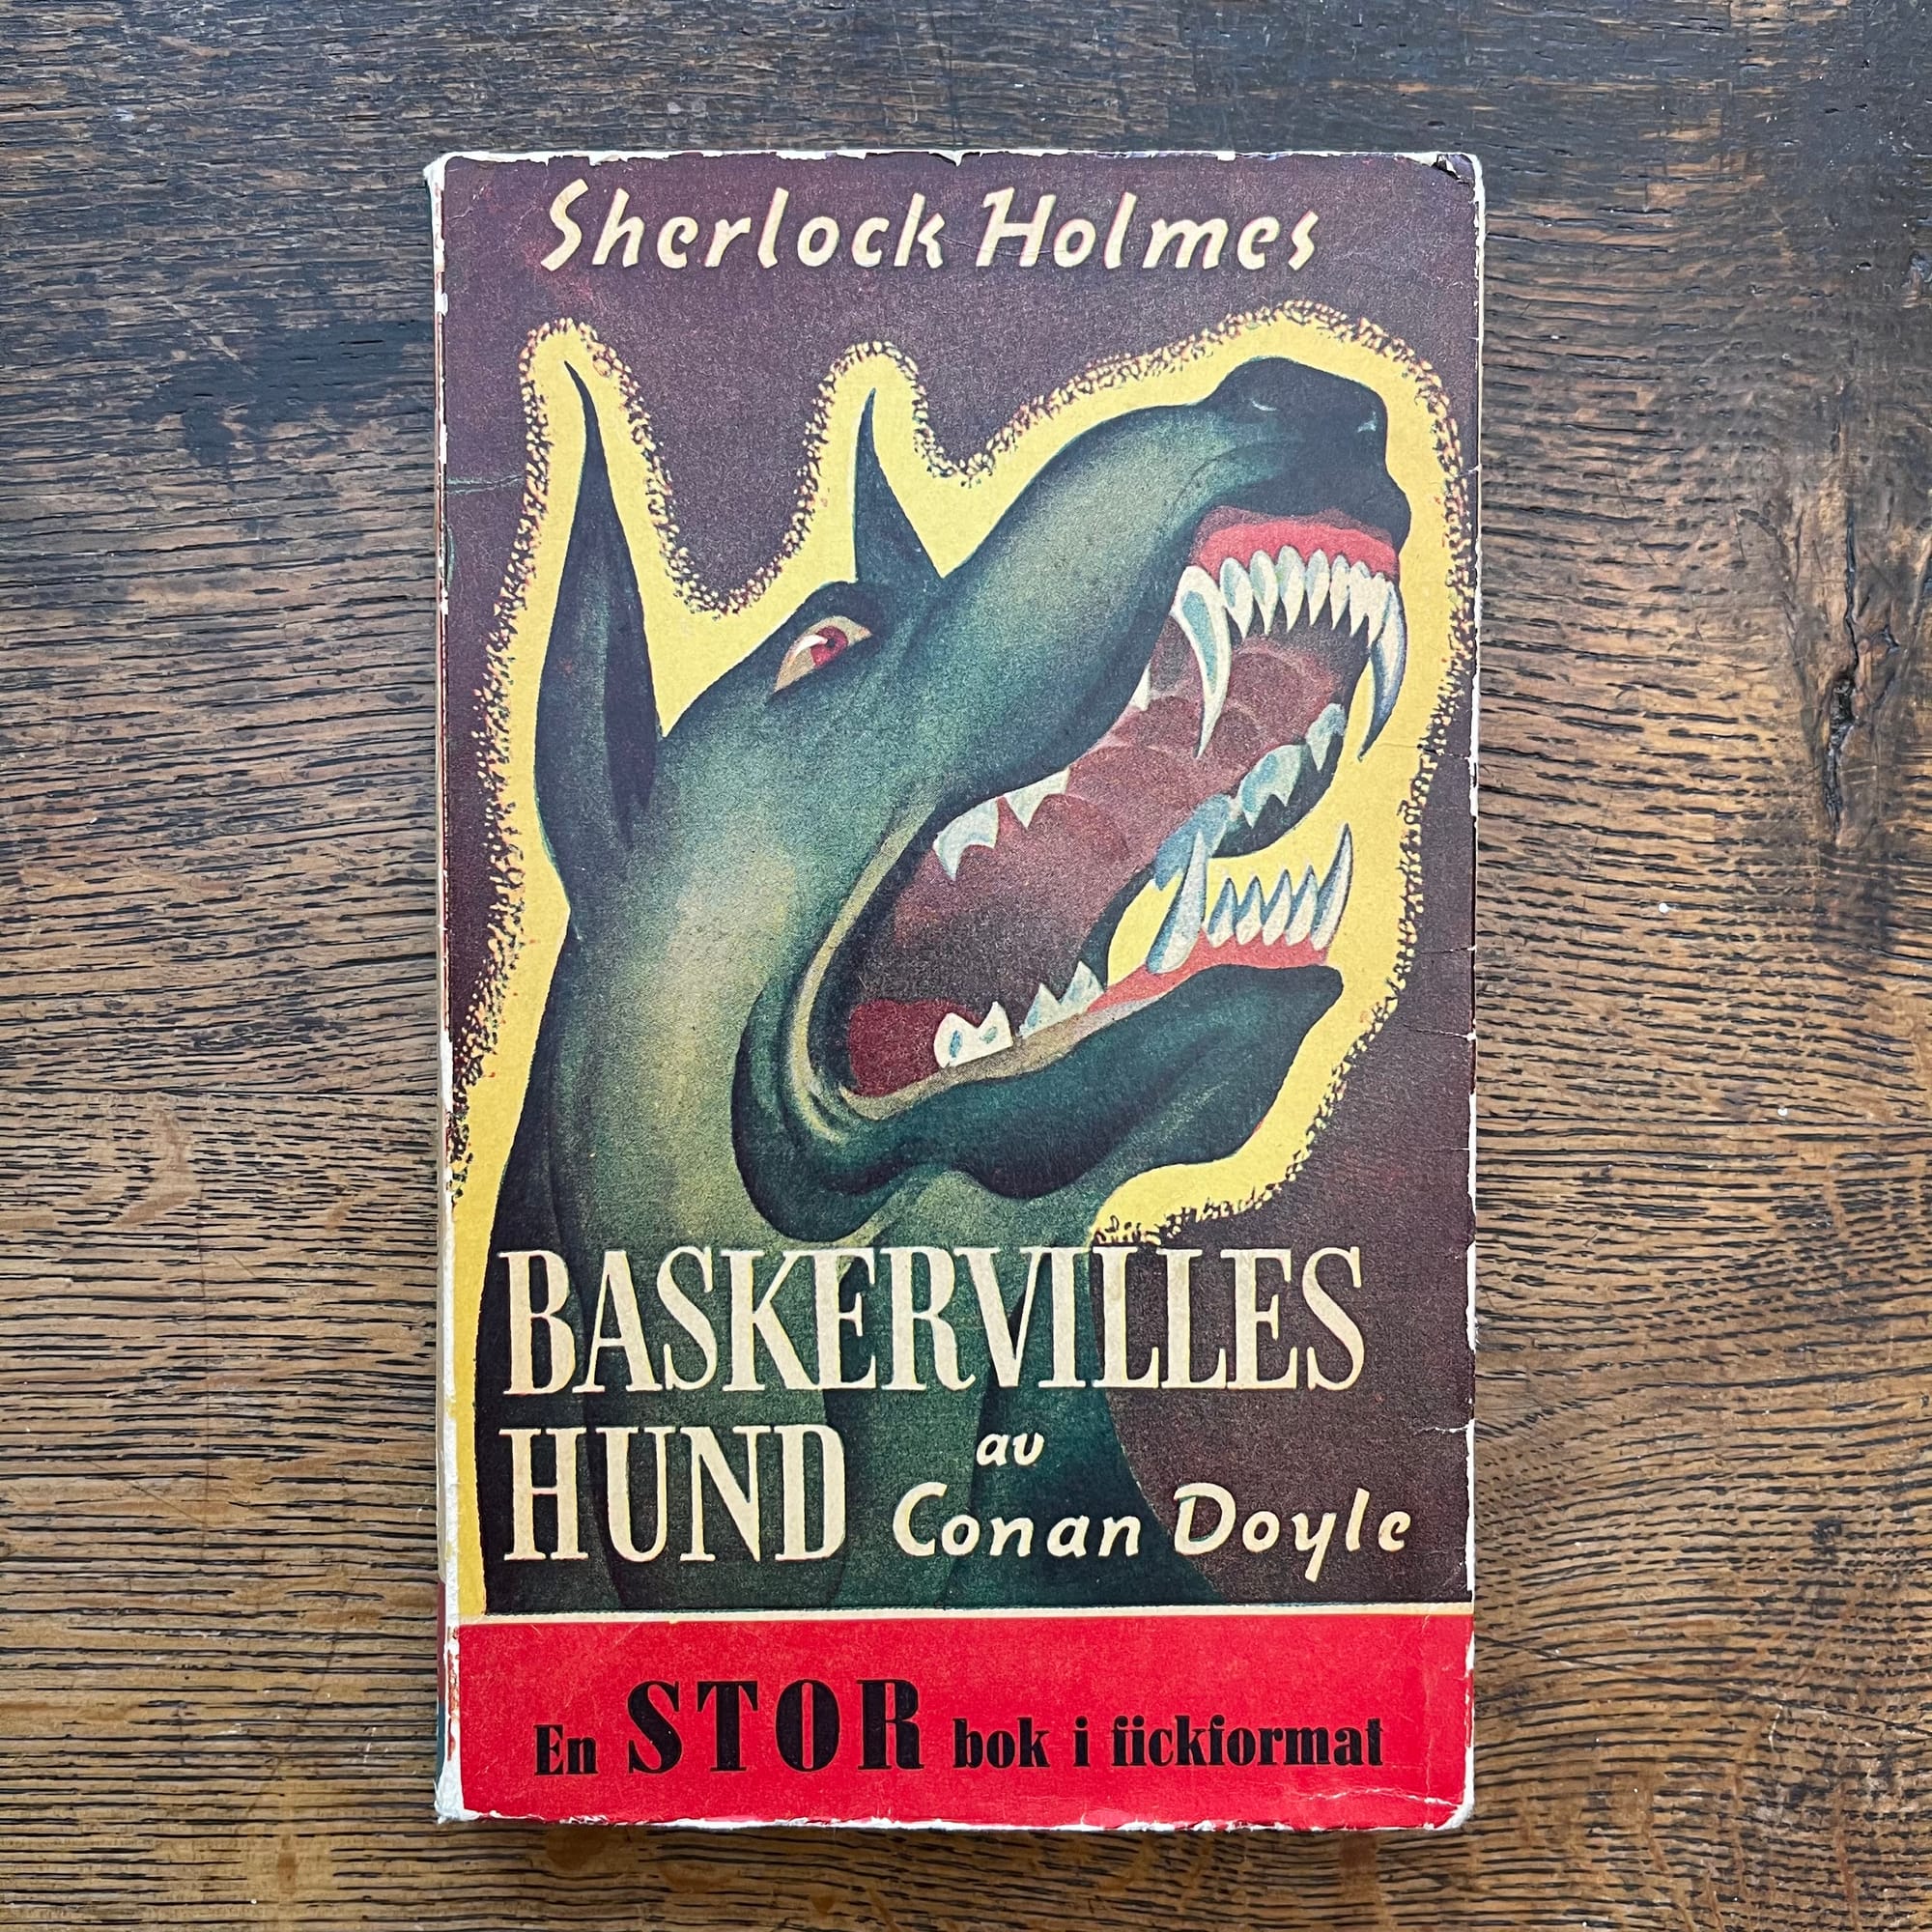 Sherlock Holmes
BASKERVILLES
HUND av
Conan Doyle
En STOR bok i fickformat